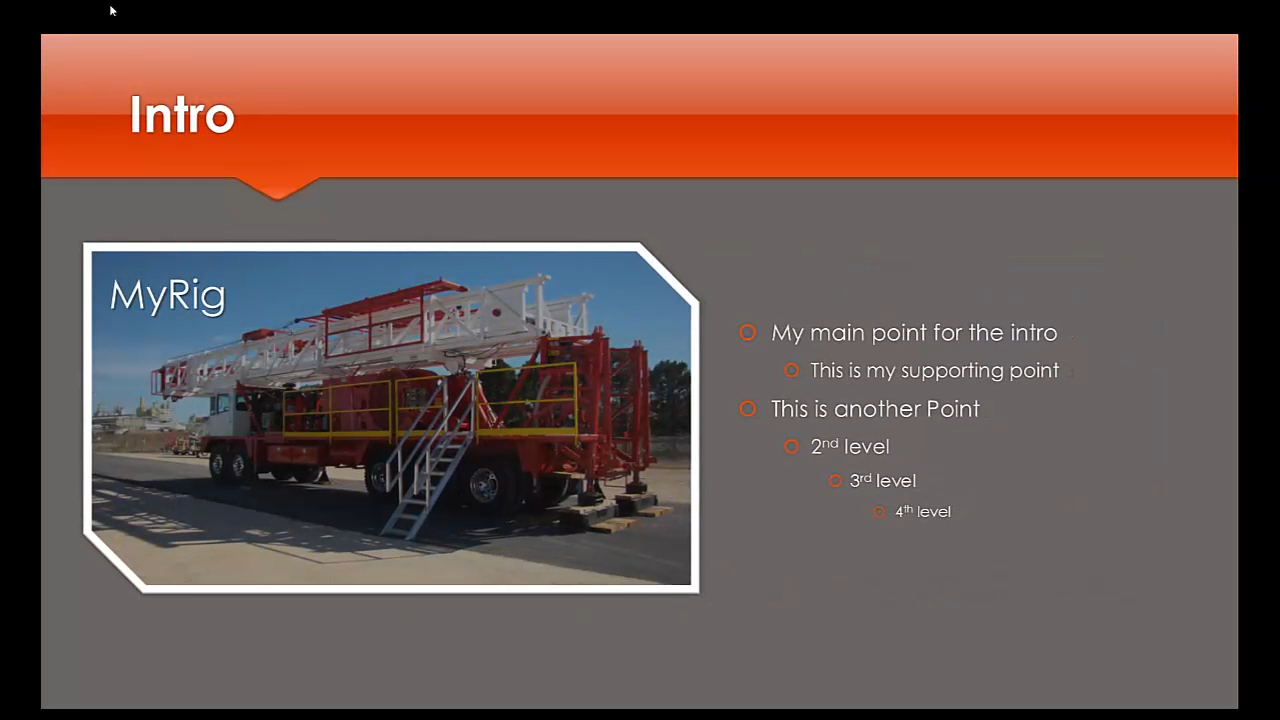 Intro
MyRig
My main point for the intro
This is my supporting point
This is another Point
2nd level
3rd level
4th level